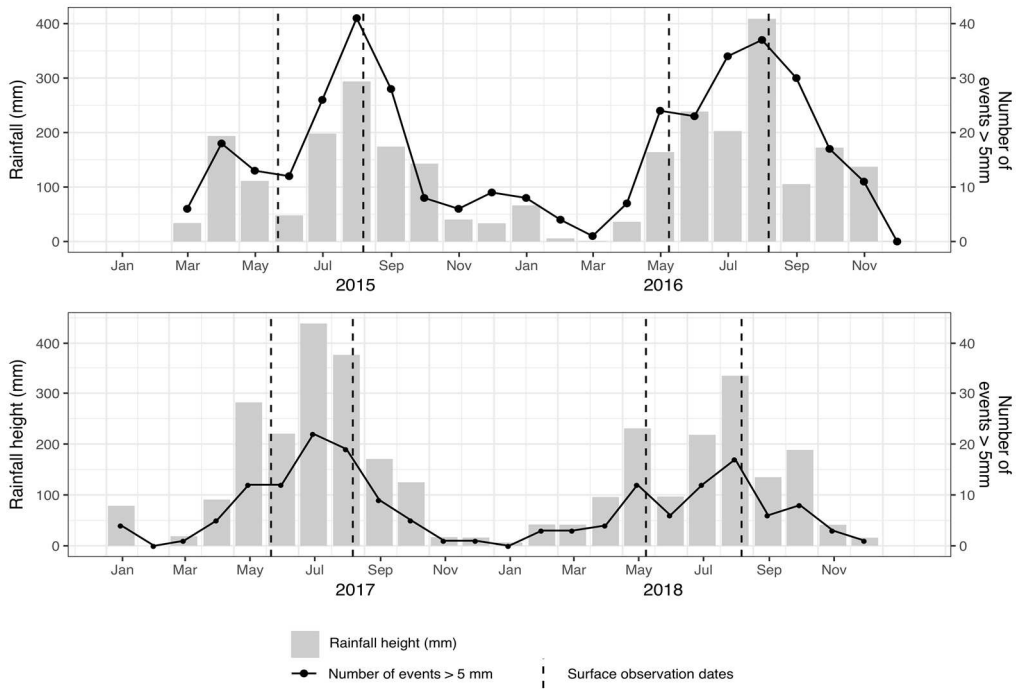 400
300
200
100
0
Rainfall (mm)
40
30
20
10
0
Number of
events > 5mm
Jan Mar May Jul Sep Nov Jan Mar May Jul Sep Nov
2015 2016
400
300
200
100
0
Rainfall height (mm)
40
30
20
10
0
Number of
events > 5mm
Jan Mar May Jul Sep Nov Jan Mar May Jul Sep Nov
2017 2018
Rainfall height (mm)
Number of events > 5 mm Surface observation dates